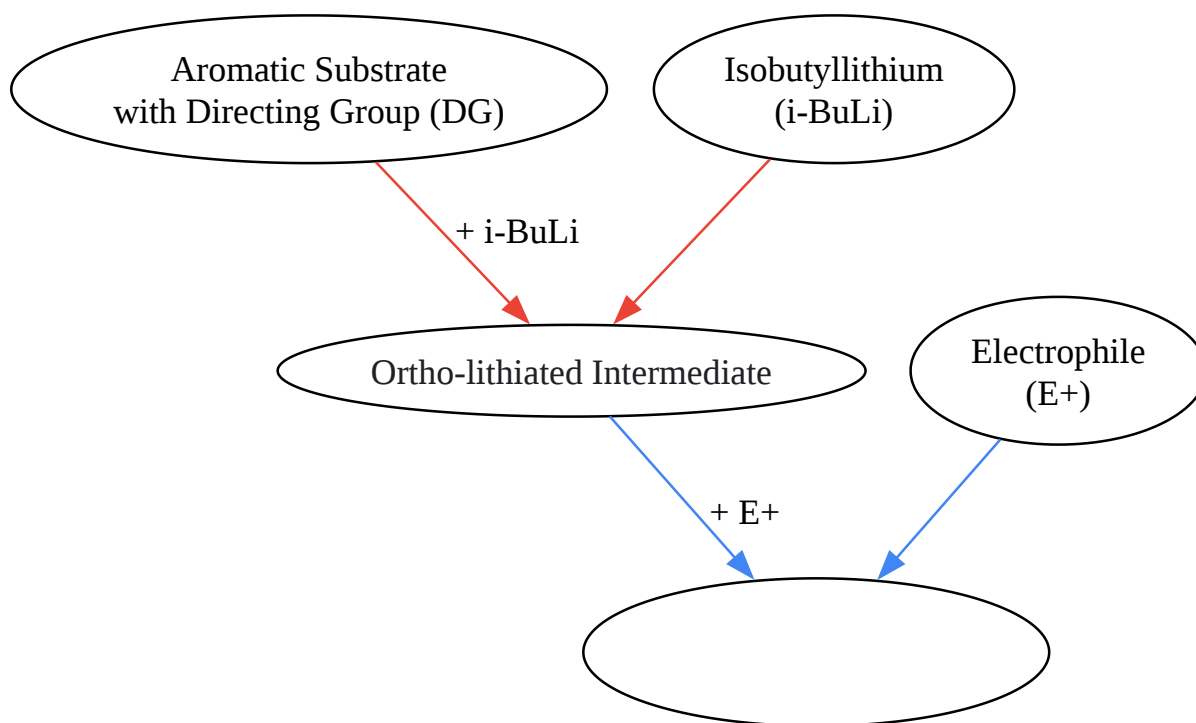 Aromatic Substrate
with Directing Group (DG)
Isobutyllithium
(i-BuLi)
+ i-BuLi
Ortho-lithiated Intermediate
Electrophile
(E+)
+ E+